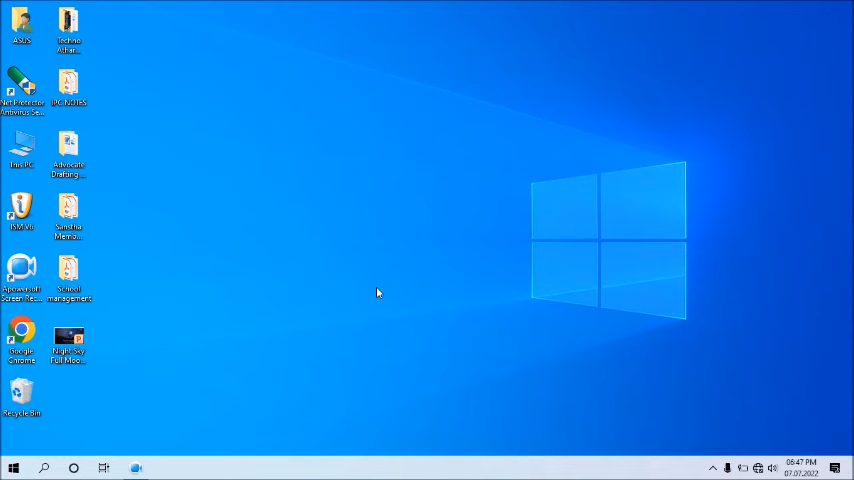 ASUS
Techno
Athar...
Net Protector
Antivirus Se...
IPC NOTES
This PC
Advocate
Drafting ...
ISM V6
Sanstha
Memb...
Apowersoft
Screen Rec...
School
management
Google
Chrome
Night Sky
Full Moo...
Recycle Bin
06:47 PM
07.07.2022